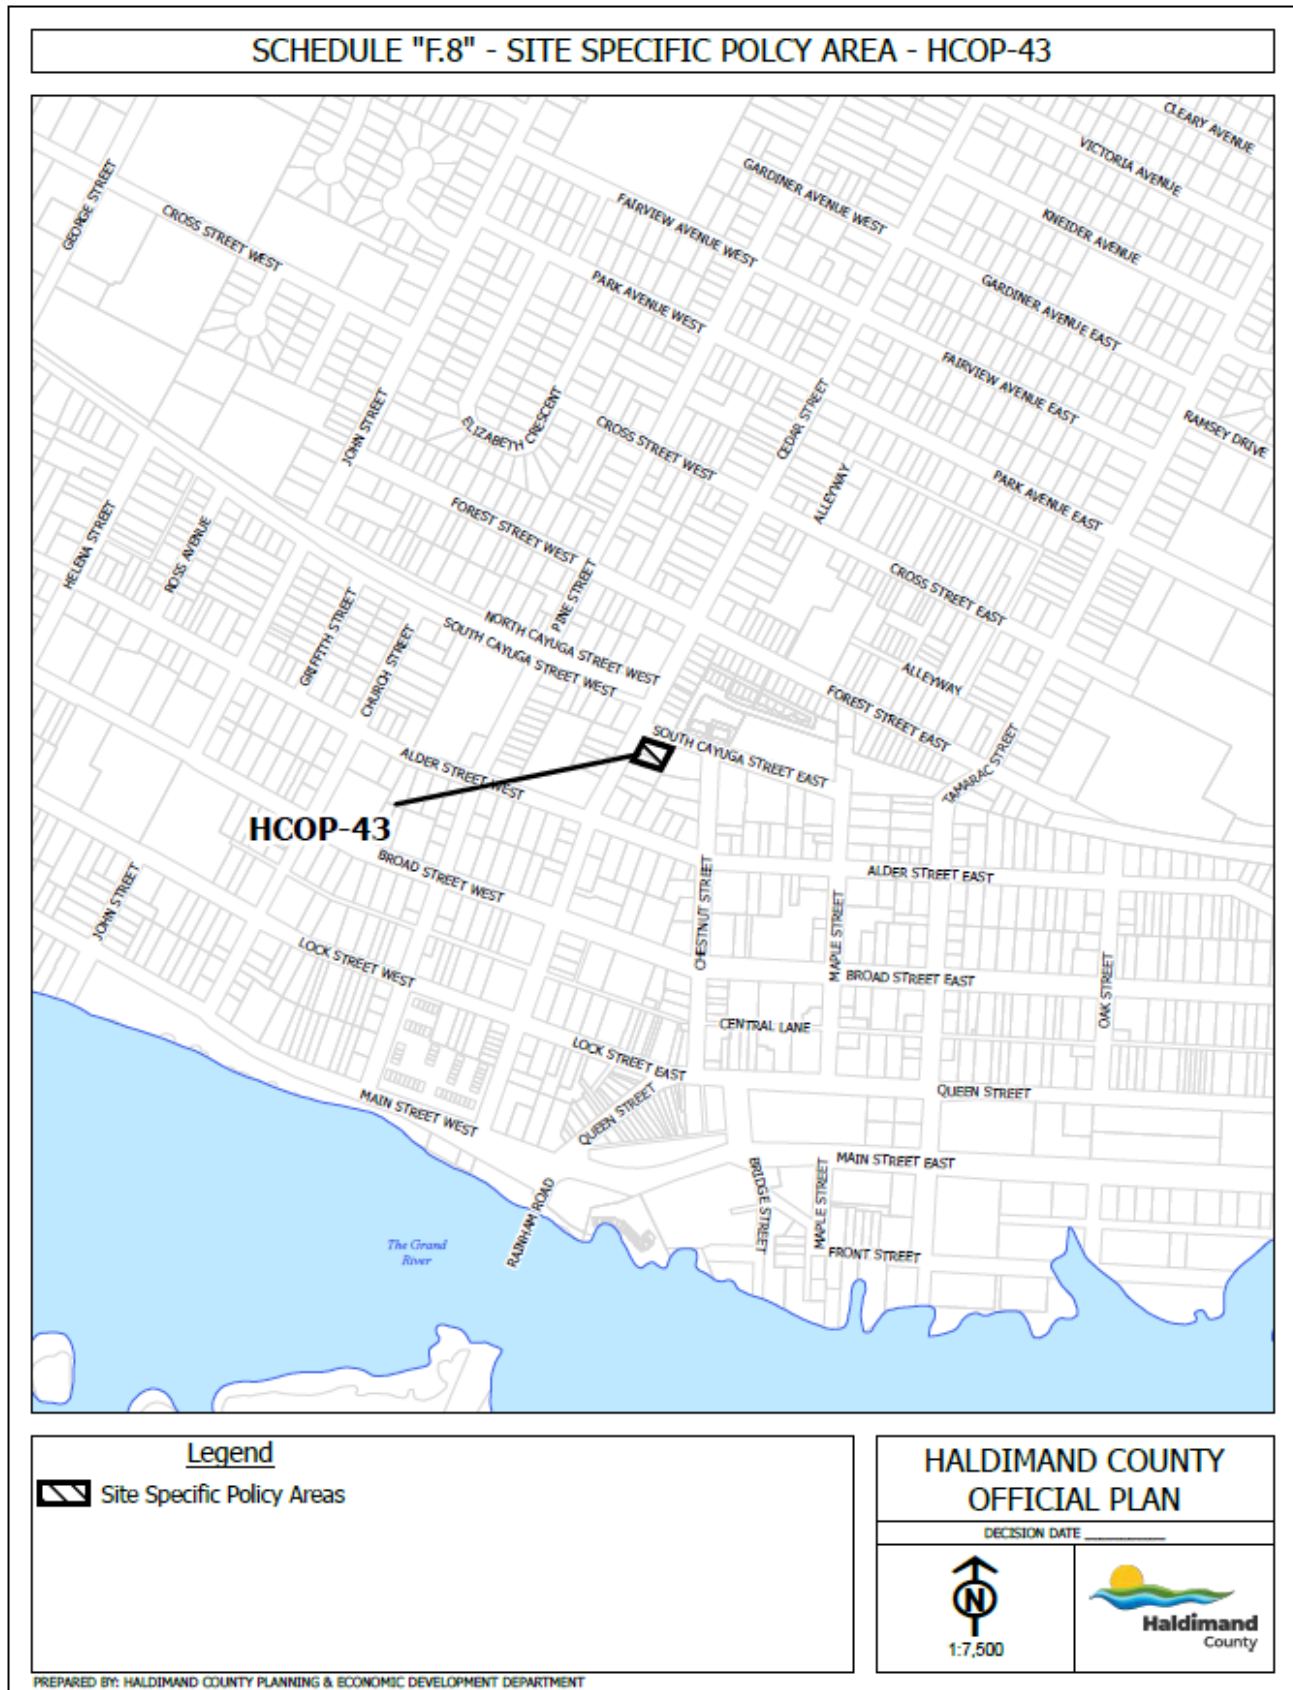 SCHEDULE "F.8" - SITE SPECIFIC POLCY AREA - HCOP-43
CLEARY AVENUE
VICTORIA AVENUE
GARDINER AVENUE WEST
KNEIDER AVENUE
GEORGE STREET
CROSS STREET WEST
FAIRVIEW AVENUE WEST
PARK AVENUE WEST
GARDINER AVENUE EAST
FAIRVIEW AVENUE EAST
RAMSEY DRIVE
JOHN STREET
ELIZABETH CRESCENT
CEDAR STREET
CROSS STREET WEST
ALLEYWAY
PARK AVENUE EAST
HELENA STREET
ROSS AVENUE
FOREST STREET WEST
PINE STREET
CROSS STREET EAST
GRIFFITH STREET
CHURCH STREET
NORTH CAYUGA STREET WEST
SOUTH CAYUGA STREET WEST
ALLEYWAY
FOREST STREET EAST
SOUTH CAYUGA STREET EAST
TAMARAC STREET
ALDER STREET WEST
HCOP-43
BROAD STREET WEST
ALDER STREET EAST
JOHN STREET
CHESTNUT STREET
MAPLE STREET
LOCK STREET WEST
BROAD STREET EAST
OAK STREET
CENTRAL LANE
LOCK STREET EAST
QUEEN STREET
MAIN STREET WEST
QUEEN STREET
MAIN STREET EAST
BRIDGE STREET
MAPLE STREET
RAINHAM ROAD
FRONT STREET
The Grand
River
Legend
Site Specific Policy Areas
HALDIMAND COUNTY
OFFICIAL PLAN
DECISION DATE ___________
N
1:7,500
Haldimand
County
PREPARED BY: HALDIMAND COUNTY PLANNING & ECONOMIC DEVELOPMENT DEPARTMENT